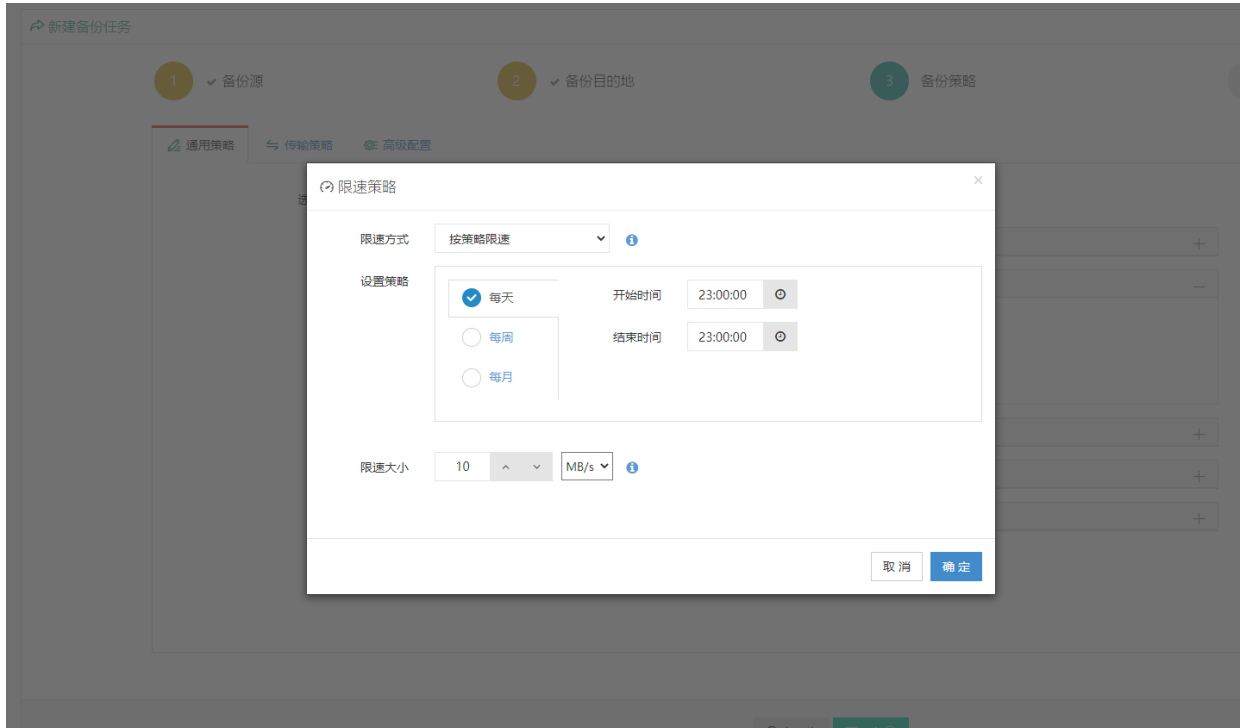 新建备份任务
1 备份源 2 备份目的地 3 备份策略
通用策略 传输策略 高级配置
限速策略
限速方式 按策略限速
设置策略 每天 开始时间 23:00:00
每周 结束时间 23:00:00
每月
限速大小 10 MB/s
取消 确定